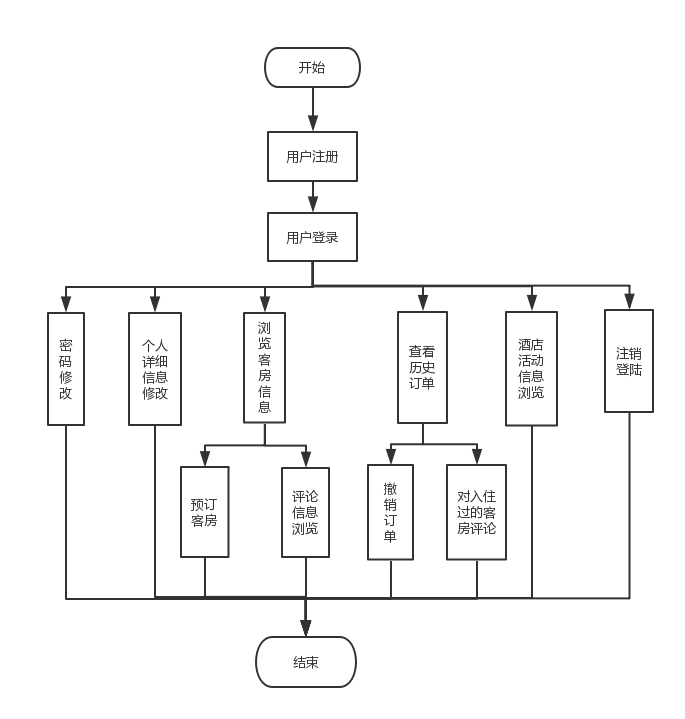 开始
用户注册
用户登录
密
码
修
改
个人
详细
信息
修改
浏
览
客
房
信
息
查看
历史
订单
酒店
活动
信息
浏览
注销
登陆
预订
客房
评论
信息
浏览
撤
销
订
单
对入住
过的客
房评论
结束